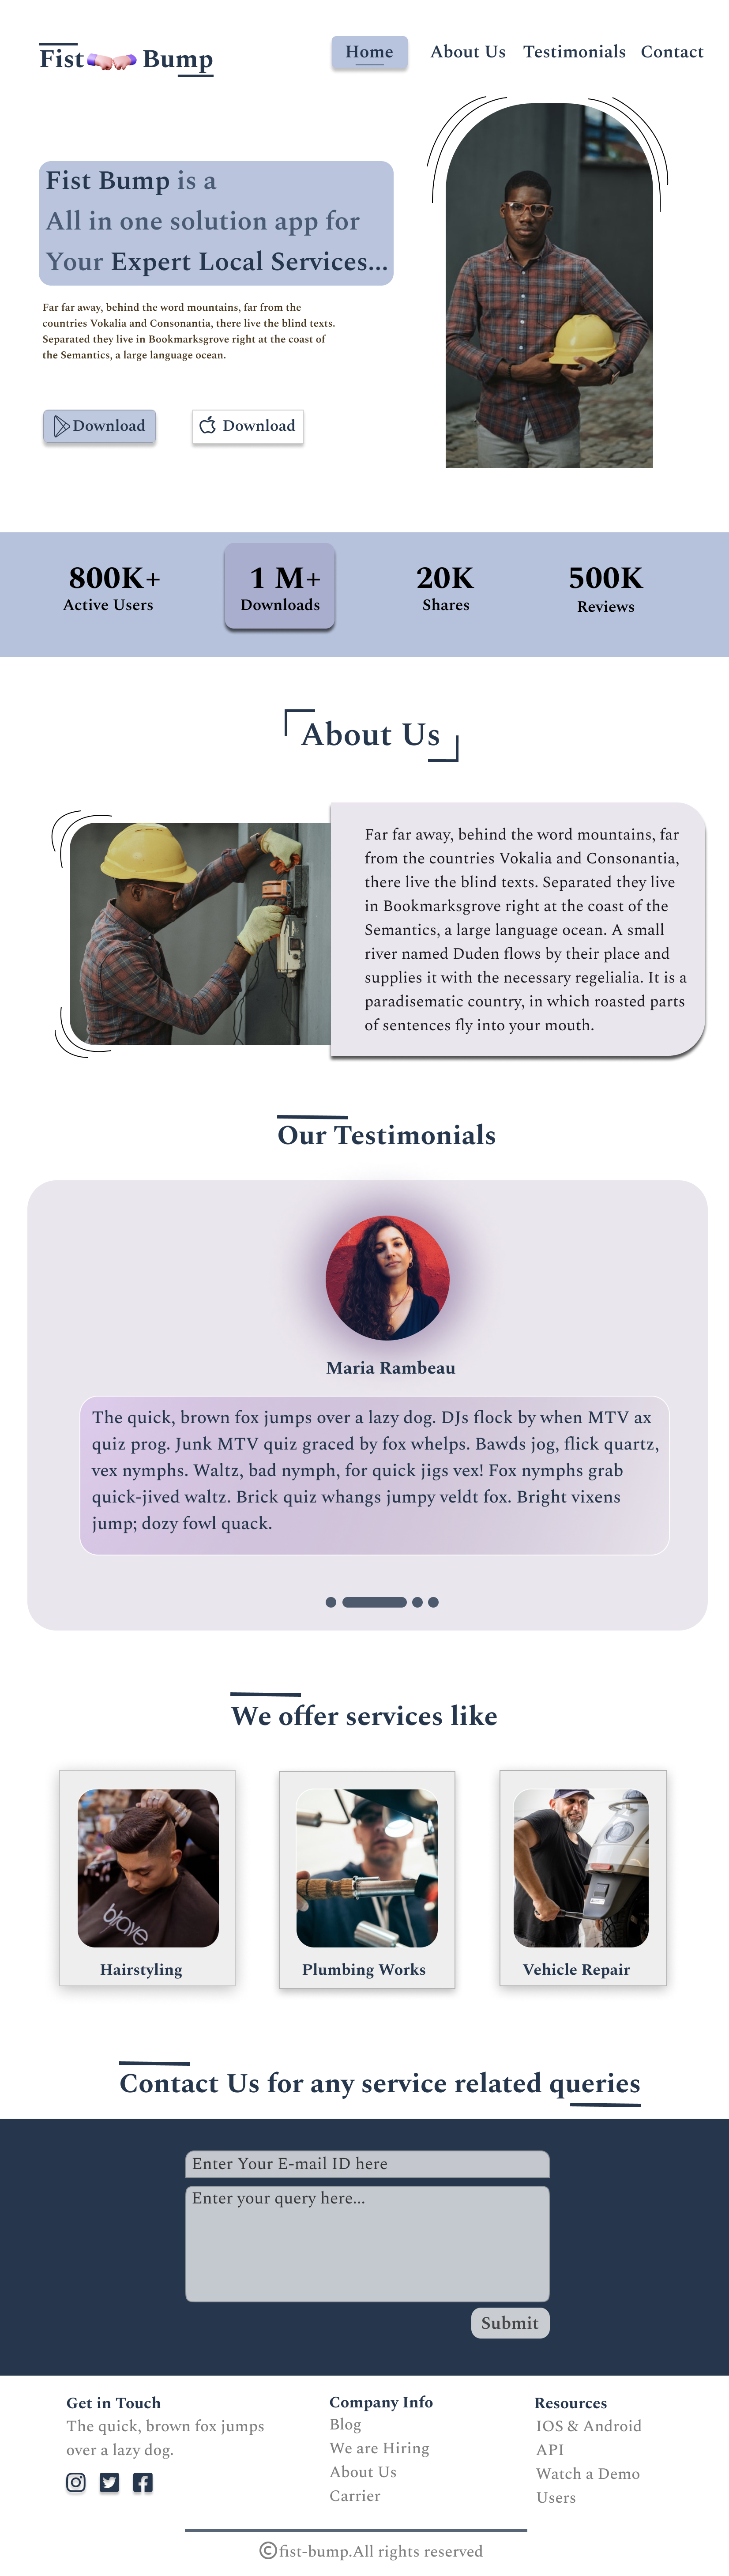 Fist Bump
Home About Us Testimonials Contact
Fist Bump is a
All in one solution app for
Your Expert Local Services...
Far far away, behind the word mountains, far from the
countries Vokalia and Consonantia, there live the blind texts.
Separated they live in Bookmarksgrove right at the coast of
the Semantics, a large language ocean.
Download
Download
800K+
Active Users
1 M+
Downloads
20K
Shares
500K
Reviews
About Us
Far far away, behind the word mountains, far
from the countries Vokalia and Consonantia,
there live the blind texts. Separated they live
in Bookmarksgrove right at the coast of the
Semantics, a large language ocean. A small
river named Duden flows by their place and
supplies it with the necessary regelialia. It is a
paradisematic country, in which roasted parts
of sentences fly into your mouth.
Our Testimonials
Maria Rambeau
The quick, brown fox jumps over a lazy dog. DJs flock by when MTV ax
quiz prog. Junk MTV quiz graced by fox whelps. Bawds jog, flick quartz,
vex nymphs. Waltz, bad nymph, for quick jigs vex! Fox nymphs grab
quick-jived waltz. Brick quiz whangs jumpy veldt fox. Bright vixens
jump; dozy fowl quack.
We offer services like
blave
Hairstyling
Plumbing Works
Vehicle Repair
Contact Us for any service related queries
Enter Your E-mail ID here
Enter your query here...
Submit
Get in Touch
The quick, brown fox jumps
over a lazy dog.
Company Info
Blog
We are Hiring
About Us
Carrier
Resources
IOS & Android
API
Watch a Demo
Users
©fist-bump.All rights reserved